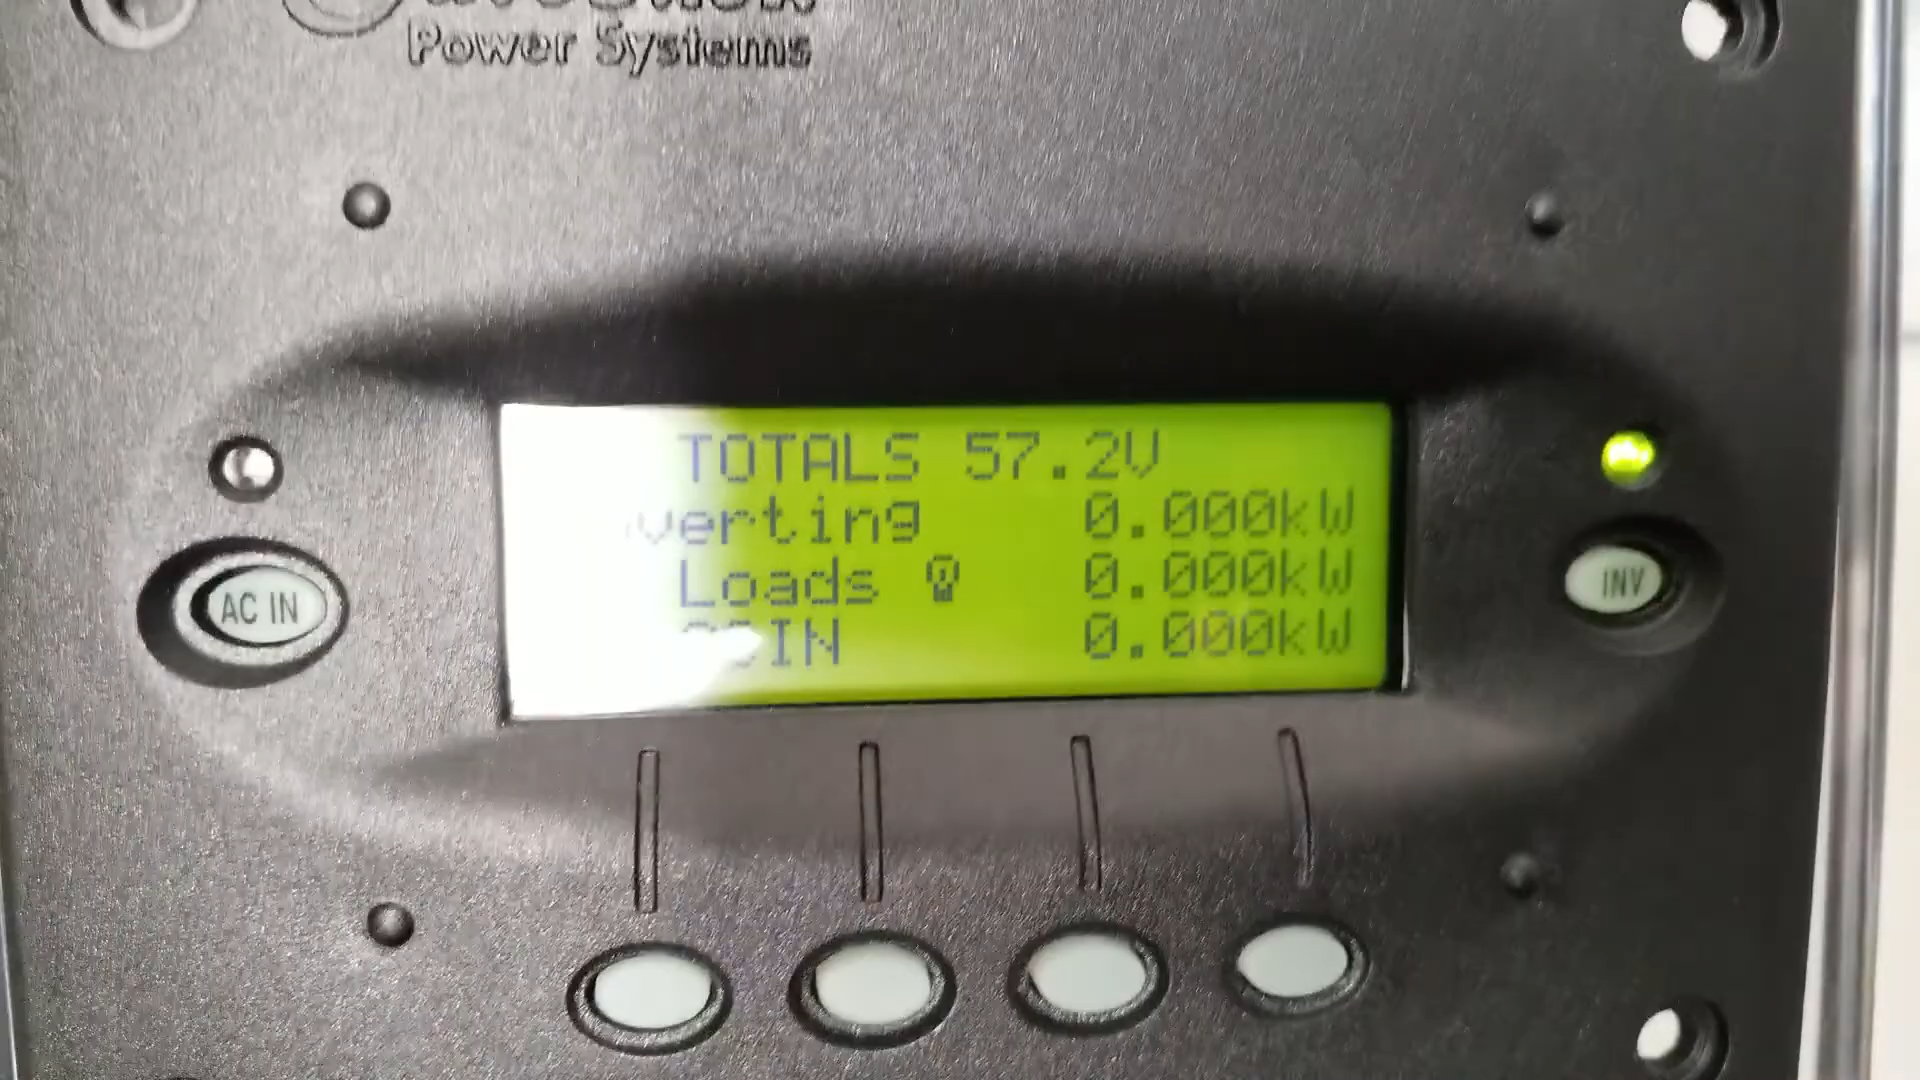 Power Systems
TOTALS 57.2V
verting 0.000kW
Loads 0.000kW
IN 0.000kW
AC IN
INV